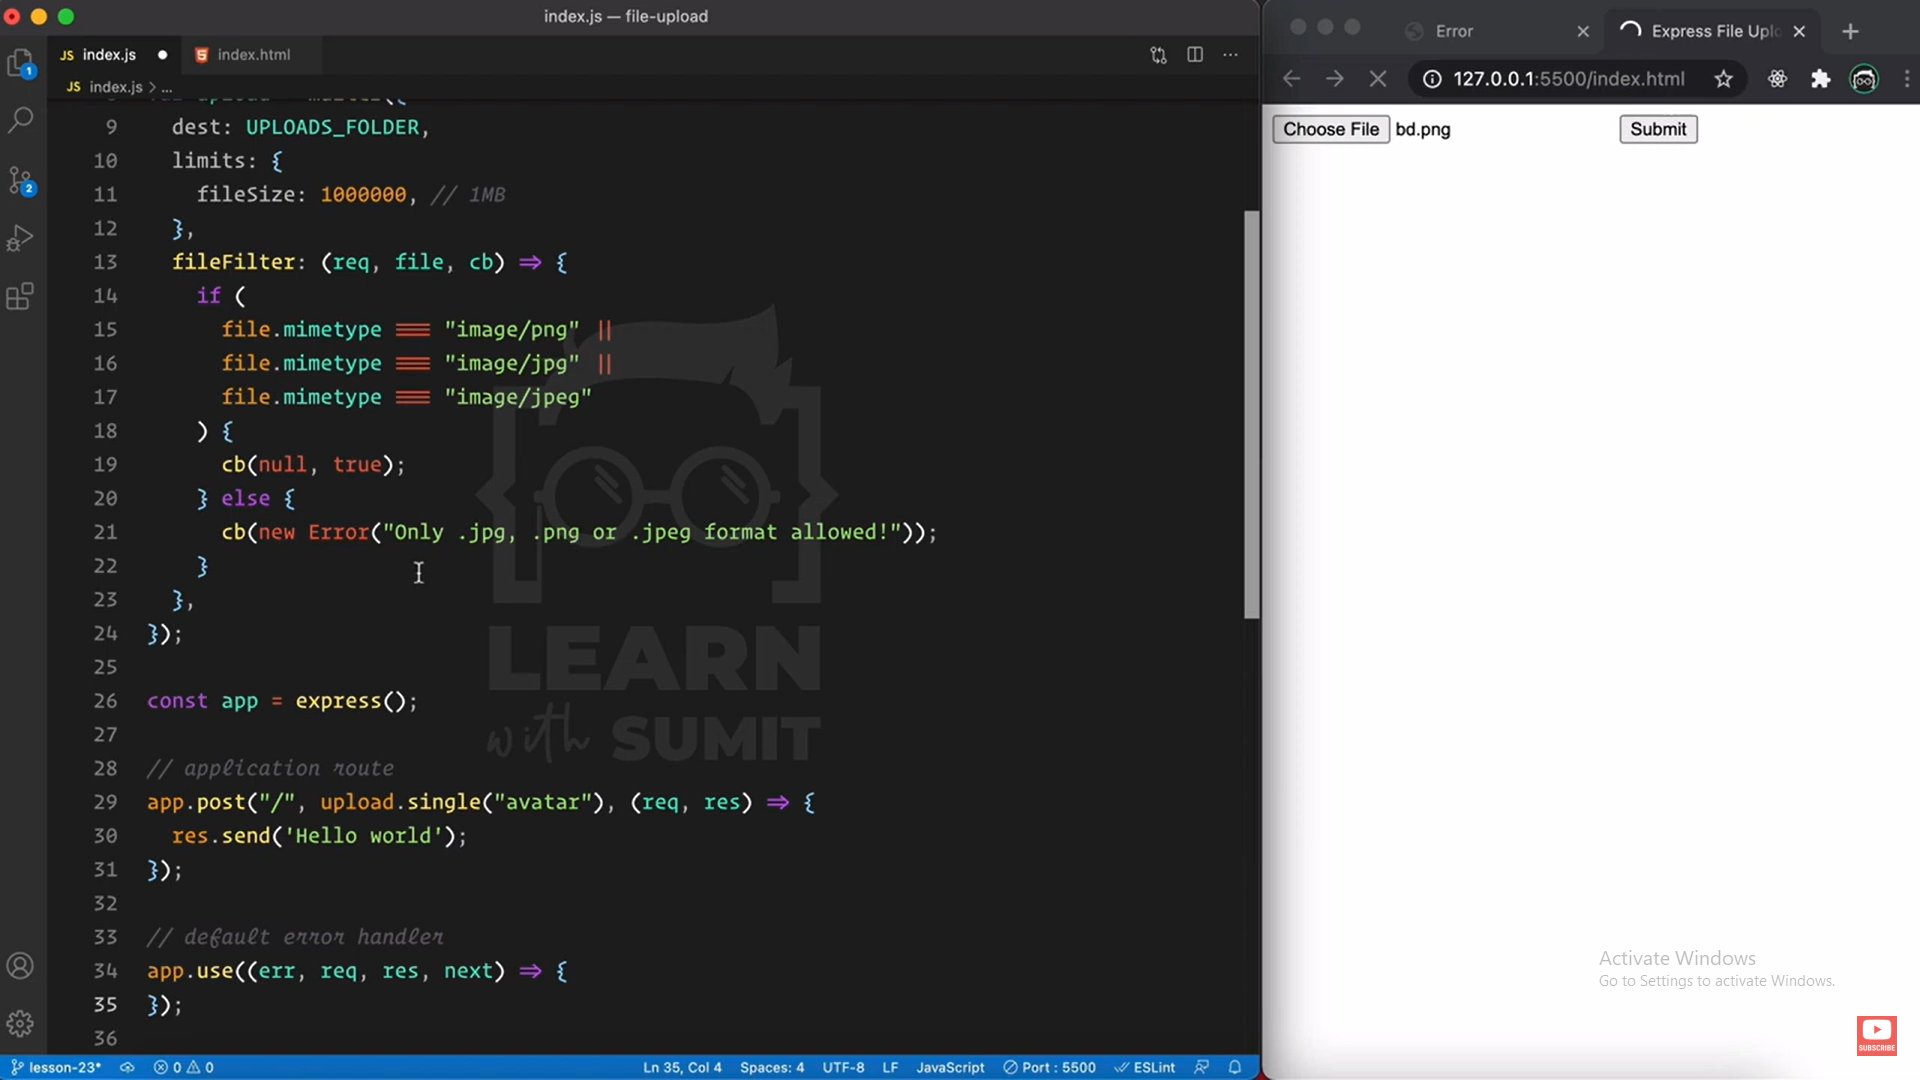 index.js — file-upload
JS index.js
index.html
JS index.js > ...
9 dest: UPLOADS_FOLDER,
10 limits: {
11 fileSize: 1000000, // 1MB
12 },
13 fileFilter: (req, file, cb) => {
14 if (
15 file.mimetype === "image/png" ||
16 file.mimetype === "image/jpg" ||
17 file.mimetype === "image/jpeg"
18 ) {
19 cb(null, true);
20 } else {
21 cb(new Error("Only .jpg, .png or .jpeg format allowed!"));
22 }
23 },
24 });
25
26 const app = express();
27
28 // application route
29 app.post("/", upload.single("avatar"), (req, res) => {
30 res.send('Hello world');
31 });
32
33 // default error handler
34 app.use((err, req, res, next) => {
35 });
36
LEARN
with SUMIT
1
2
lesson-23*
0 0
Ln 35, Col 4
Spaces: 4
UTF-8
LF
JavaScript
Port : 5500
ESLint
Error
Express File Uplo
127.0.0.1:5500/index.html
Choose File bd.png
Submit
Activate Windows
Go to Settings to activate Windows.
SUBSCRIBE